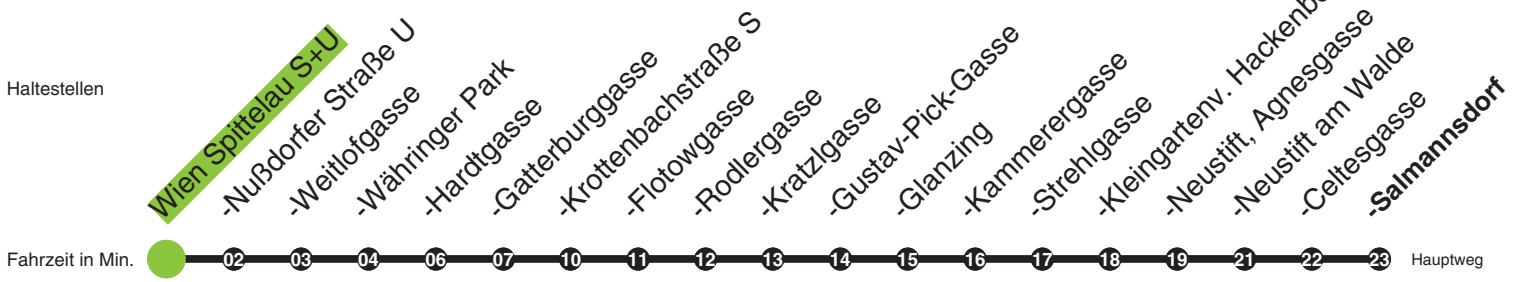 Haltestellen
Wien Spittelau S+U
-Nußdorfer Straße U
-Weitlofgasse
-Währinger Park
-Hardtgasse
-Gatterburggasse
-Krottenbachstraße S
-Flotowgasse
-Rodlergasse
-Kratzlgasse
-Gustav-Pick-Gasse
-Glanzing
-Kammerergasse
-Strehlgasse
-Kleingartenv.
-Neustift, Agnesgasse
-Neustift am Walde
-Celtesgasse
-Salmannsdorf
Fahrzeit in Min. 02 03 04 06 07 10 11 12 13 14 15 16 17 18 19 21 22 23 Hauptweg